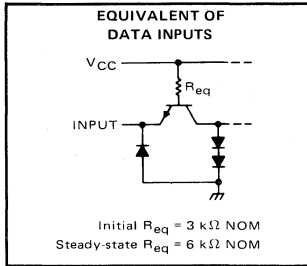 EQUIVALENT OF
DATA INPUTS
VCC
Req
INPUT
Initial Req = 3 kΩ NOM
Steady-state Req = 6 kΩ NOM